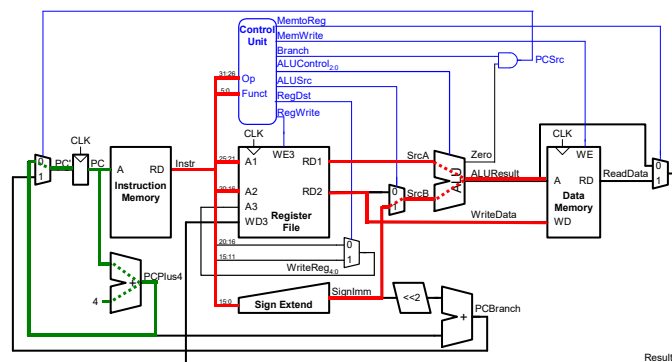 MemtoReg
Control
Unit
MemWrite
Branch
ALUControl2:0
PCSrc
31:26
Op
ALUSrc
5:0
Funct
RegDst
RegWrite
CLK
CLK
CLK
WE3
WE
0
1
PC'
PC
A
RD
Instr
Instruction
Memory
25:21
A1
RD1
SrcA
Zero
20:16
A2
RD2
0
1
SrcB
ALUResult
A
RD
ReadData
0
1
A3
WD3
Register
File
WriteData
Data
Memory
WD
20:16
0
15:11
1
WriteReg4:0
PCPlus4
+
4
SignImm
15:0
Sign Extend
<<2
+
PCBranch
Result